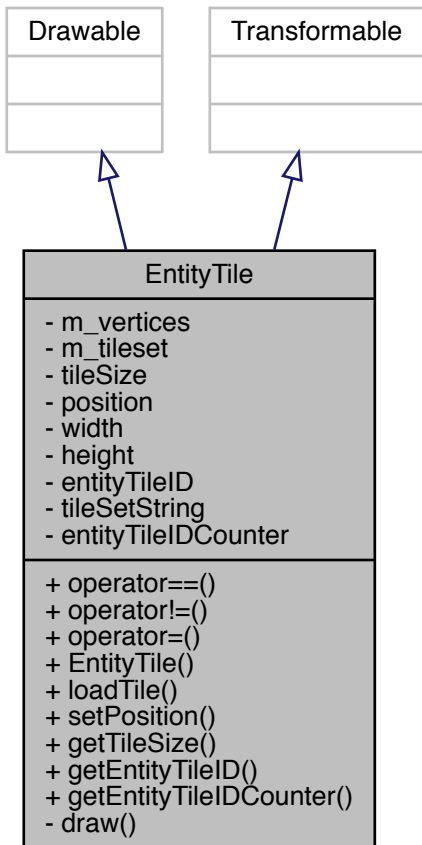 Drawable
Transformable
EntityTile
- m_vertices
- m_tileset
- tileSize
- position
- width
- height
- entityTileID
- tileSetString
- entityTileIDCounter
+ operator==()
+ operator!=()
+ operator=()
+ EntityTile()
+ loadTile()
+ setPosition()
+ getTileSize()
+ getEntityTileID()
+ getEntityTileIDCounter()
- draw()